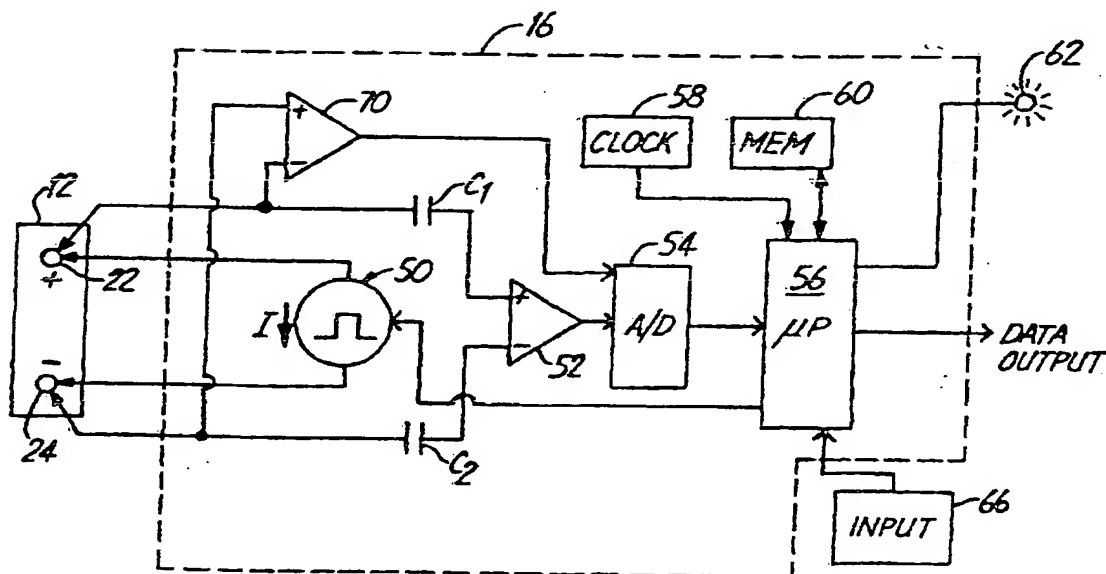 16
62
70
58
60
CLOCK
MEM
+
−
C1
12
54
22
+
50
56
µP
I
+
A/D
−
52
DATA
OUTPUT
−
24
C2
66
INPUT